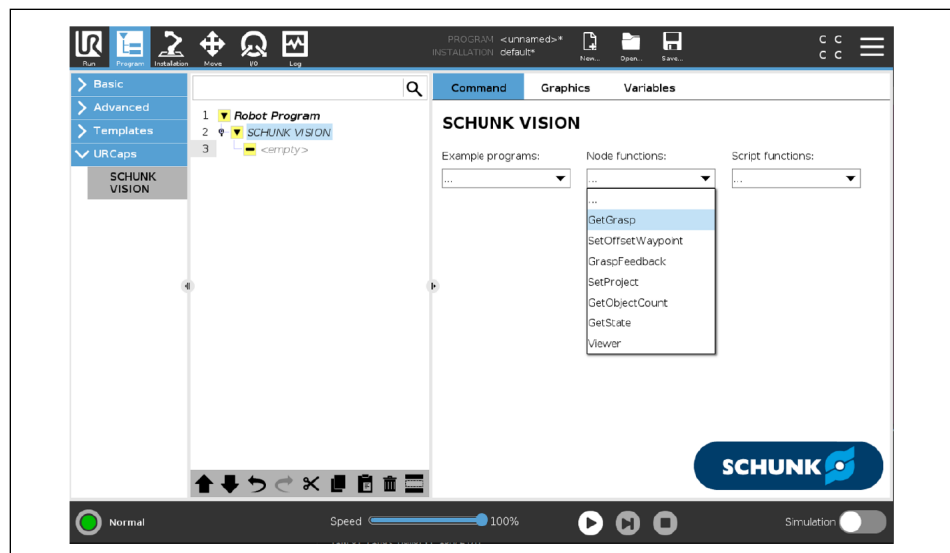 PROGRAM <unnamed>*
INSTALLATION default*
C C
C C
Run Program Installation Move I/O Log
New... Open... Save...
Basic
Advanced
Templates
URCaps
SCHUNK
VISION
1 Robot Program
2 SCHUNK VISION
3 <empty>
Command Graphics Variables
SCHUNK VISION
Example programs: Node functions: Script functions:
... ... ...
...
GetGrasp
SetOffsetWaypoint
GraspFeedback
SetProject
GetObjectCount
GetState
Viewer
SCHUNK
Normal Speed 100% Simulation